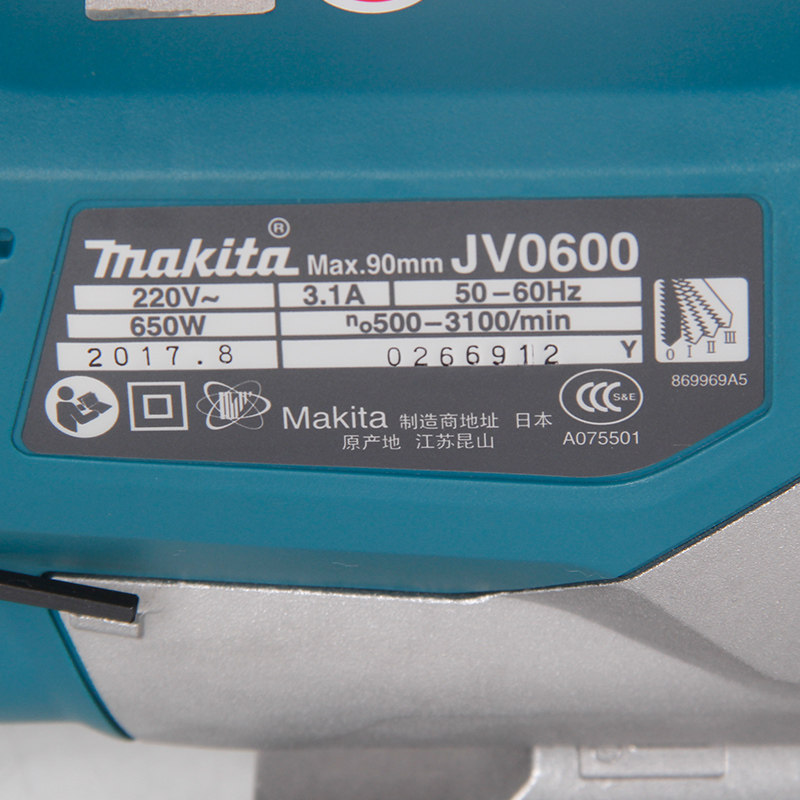 makita® Max.90mm JV0600
220V~ 3.1A 50-60Hz
650W n₀500-3100/min
2017.8 0266912 Y
0 I II III
869969A5
Makita 制造商地址 日本
原产地 江苏昆山
CCC S&E
A075501